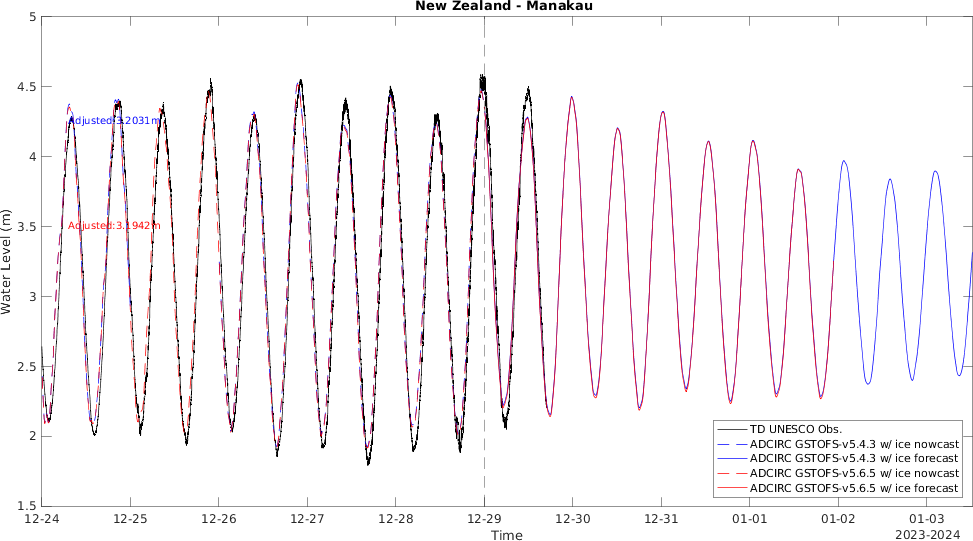 New Zealand - Manakau
5
4.5
4
3.5
3
2.5
2
1.5
Water Level (m)
Adjusted:3.2031m
Adjusted:3.1942m
TD UNESCO Obs.
ADCIRC GSTOFS-v5.4.3 w/ ice nowcast
ADCIRC GSTOFS-v5.4.3 w/ ice forecast
ADCIRC GSTOFS-v5.6.5 w/ ice nowcast
ADCIRC GSTOFS-v5.6.5 w/ ice forecast
12-24 12-25 12-26 12-27 12-28 12-29 12-30 12-31 01-01 01-02 01-03
Time
2023-2024